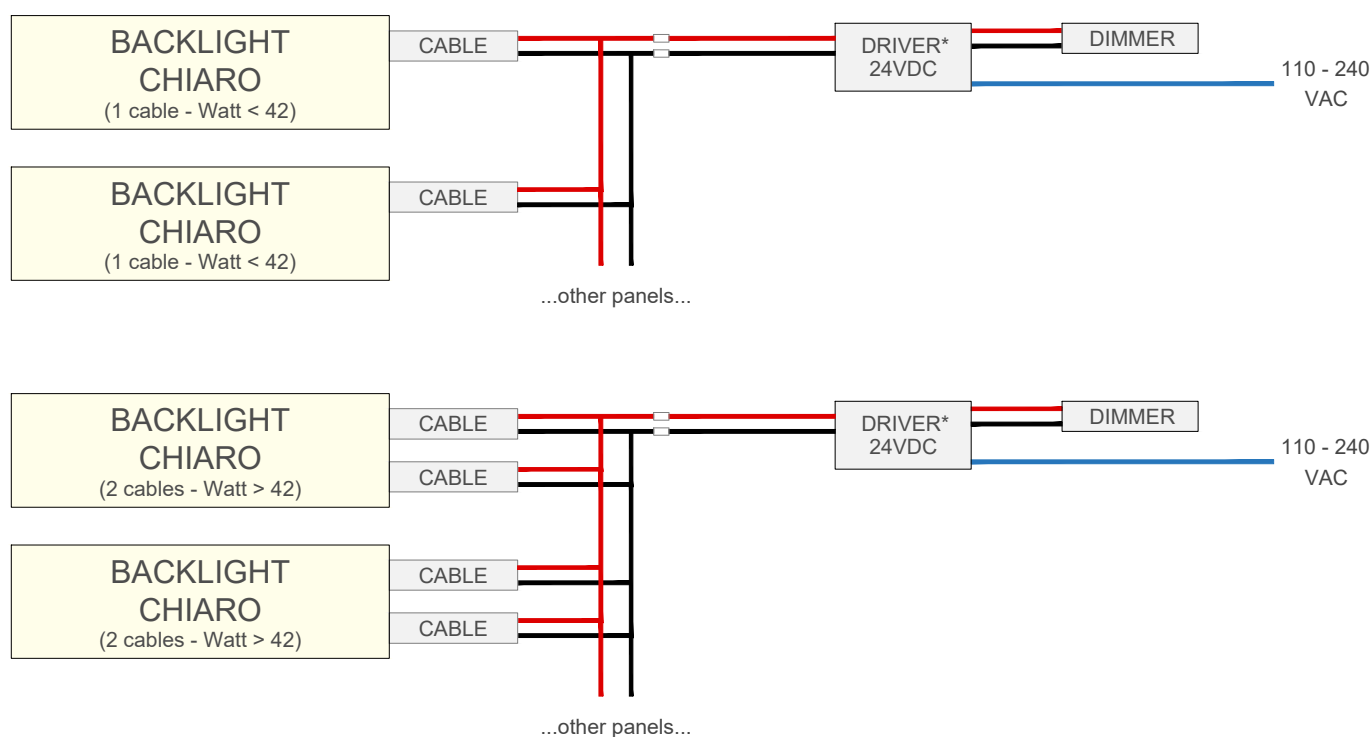 BACKLIGHT
CHIARO
(1 cable - Watt < 42)
CABLE
DRIVER*
24VDC
DIMMER
110 - 240
VAC
BACKLIGHT
CHIARO
(1 cable - Watt < 42)
CABLE
...other panels...
BACKLIGHT
CHIARO
(2 cables - Watt > 42)
CABLE
CABLE
DRIVER*
24VDC
DIMMER
110 - 240
VAC
BACKLIGHT
CHIARO
(2 cables - Watt > 42)
CABLE
CABLE
...other panels...